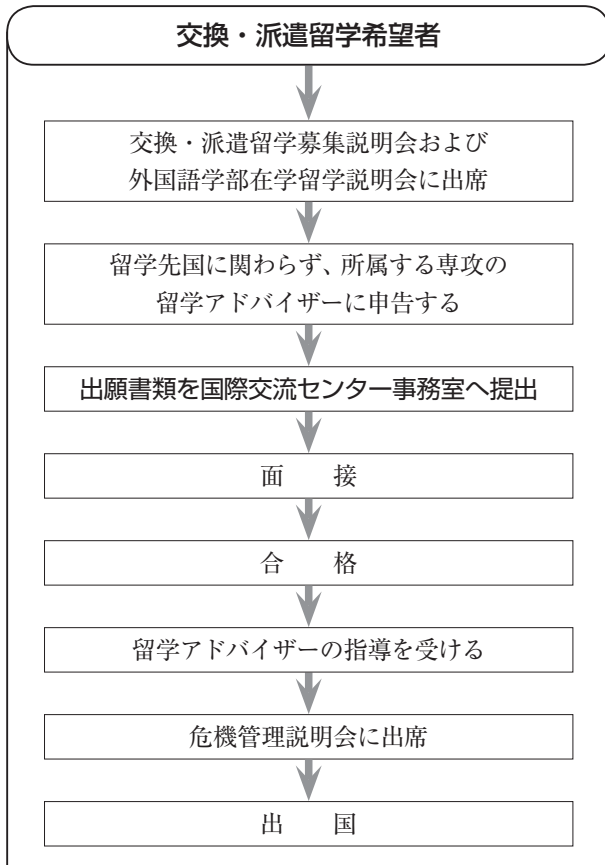 交換・派遣留学希望者
交換・派遣留学募集説明会および
外国語学部在学留学説明会に出席
留学先国に関わらず、所属する専攻の
留学アドバイザーに申告する
出願書類を国際交流センター事務室へ提出
面　　接
合　　格
留学アドバイザーの指導を受ける
危機管理説明会に出席
出　　国